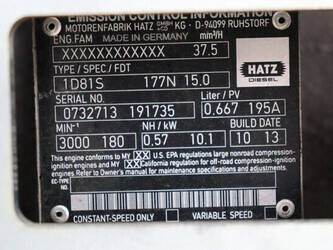 EMISSION CONTROL INFORMATION
MOTORENFABRIK HATZ GMBH +CO KG · D-94099 RUHSTORF
ENG FAM MADE IN GERMANY mm³/H
XXXXXXXXXXXX 37.5
TYPE / SPEC / FDT
1D81S 177N 15.0
HATZ
DIESEL
SERIAL NO. Liter / PV
0732713 191735 0.667 195A
MIN⁻¹ NH / kW BUILD DATE
3000 180 0.57 10.1 10 13
This engine conforms to MY XX U.S. EPA regulations large nonroad compression-
ignition engines and to MY XX California regulation for off-road compression-ignition
engines. Refer to Owner's manual for maintenance
EC-TYPE-
NO.
CONSTANT-SPEED ONLY VARIABLE SPEED